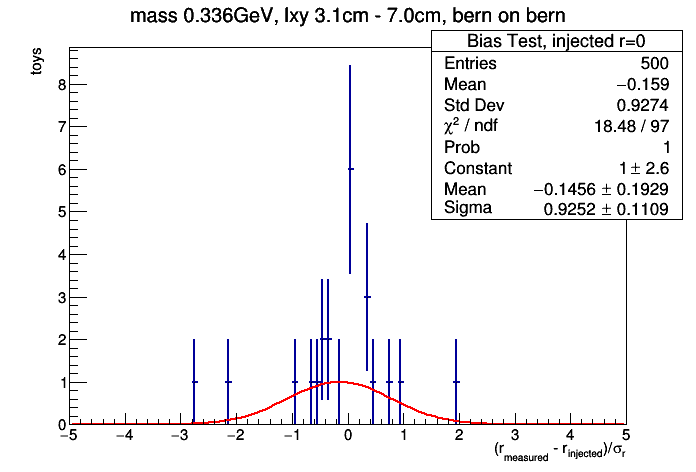 mass 0.336GeV, lxy 3.1cm - 7.0cm, bern on bern
Bias Test, injected r=0
Entries 500
Mean −0.159
Std Dev 0.9274
χ² / ndf 18.48 / 97
Prob 1
Constant 1 ± 2.6
Mean −0.1456 ± 0.1929
Sigma 0.9252 ± 0.1109
toys
8
7
6
5
4
3
2
1
0
−5 −4 −3 −2 −1 0 1 2 3 4 5
(r_measured - r_injected)/σ_r